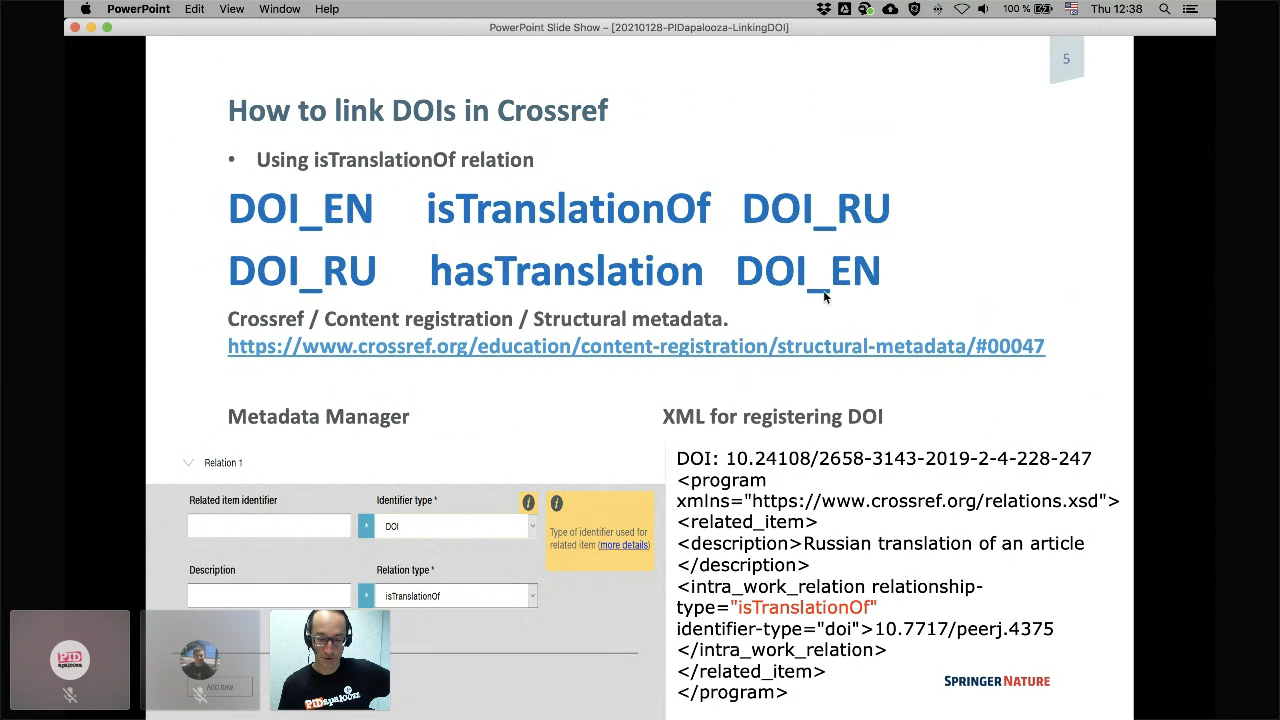 PowerPoint Edit View Window Help 100 % Thu 12:38
PowerPoint Slide Show – [20210128-PIDapalooza-LinkingDOI]
5
How to link DOIs in Crossref
• Using isTranslationOf relation
DOI_EN isTranslationOf DOI_RU
DOI_RU hasTranslation DOI_EN
Crossref / Content registration / Structural metadata.
https://www.crossref.org/education/content-registration/structural-metadata/#00047
Metadata Manager
Relation 1
Related item identifier
Identifier type *
* DOI
Type of identifier used for
related item (more details)
Description
Relation type *
* isTranslationOf
Add new
XML for registering DOI
DOI: 10.24108/2658-3143-2019-2-4-228-247
<program
xmlns="https://www.crossref.org/relations.xsd">
<related_item>
<description>Russian translation of an article
</description>
<intra_work_relation relationship-
type="isTranslationOf"
identifier-type="doi">10.7717/peerj.4375
</intra_work_relation>
</related_item>
</program>
SPRINGER NATURE
PID
apalooza
PIDapalooza